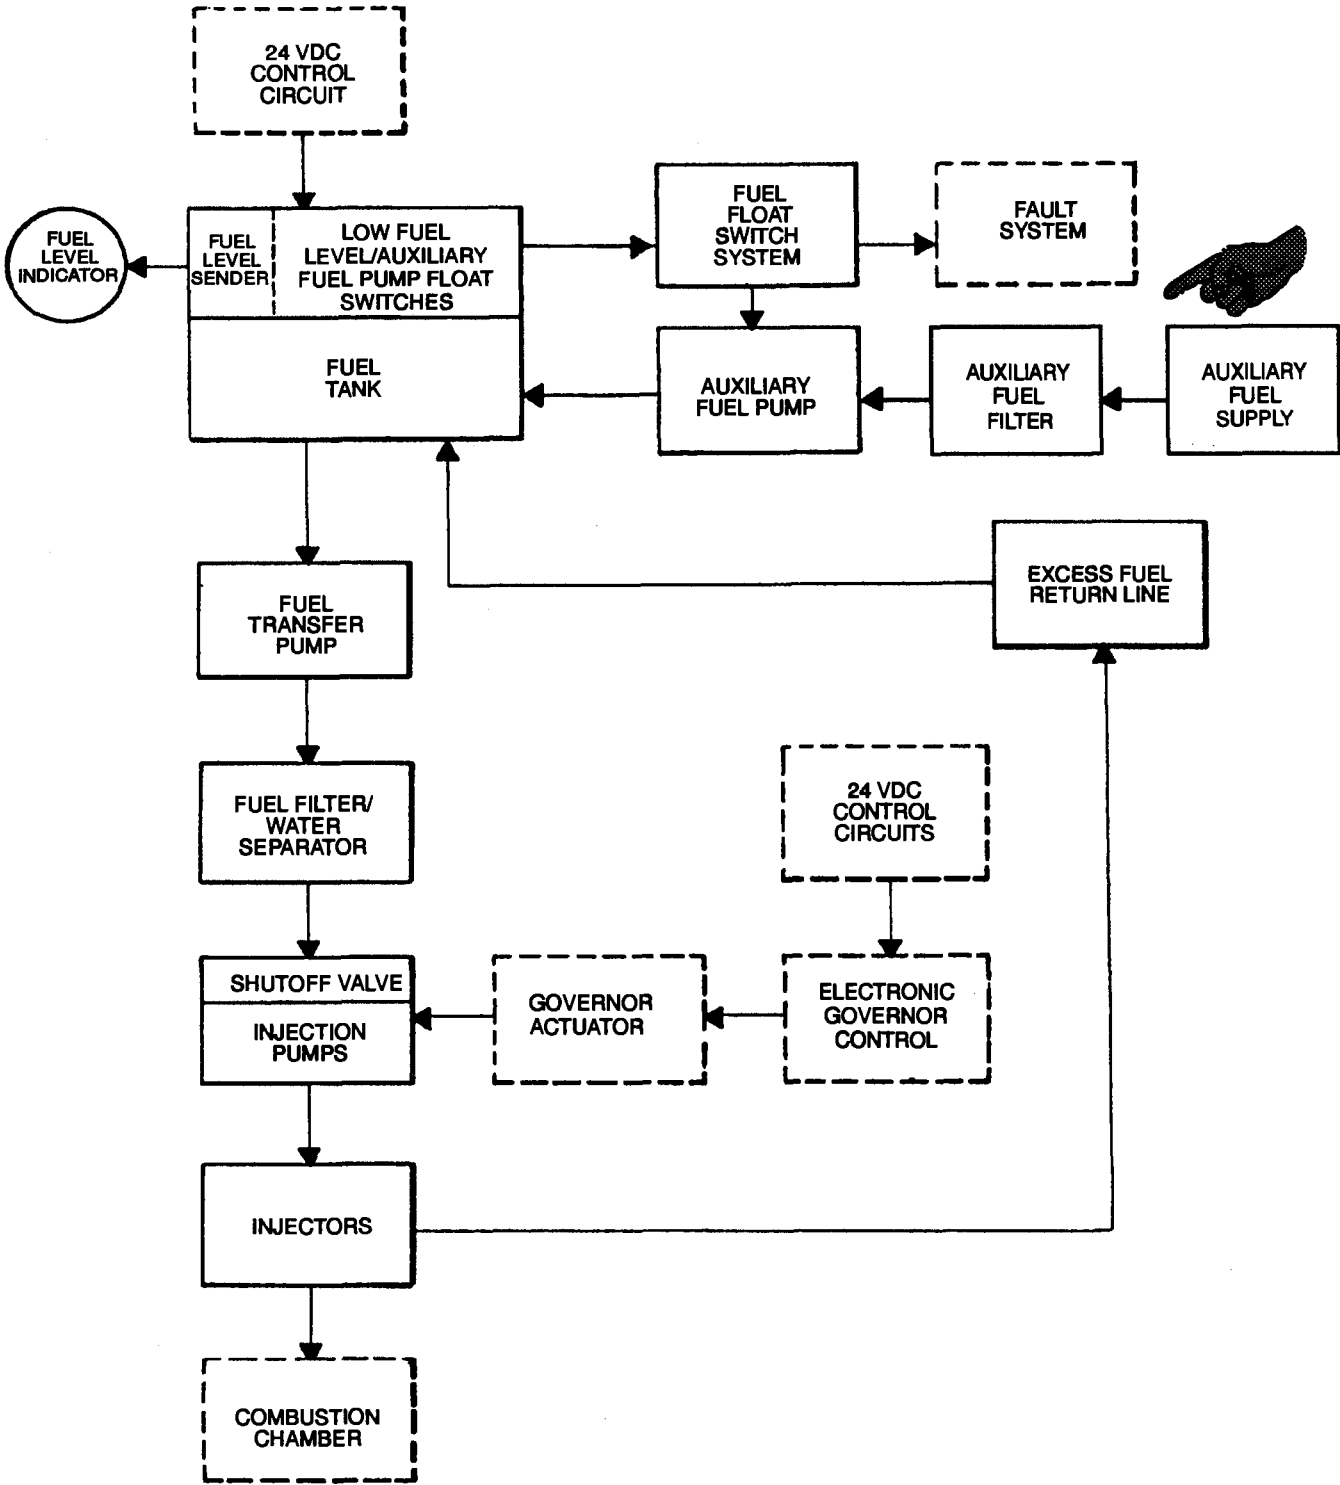 24 VDC
CONTROL
CIRCUIT
FUEL
LEVEL
INDICATOR
FUEL
LEVEL
SENDER
LOW FUEL
LEVEL/AUXILIARY
FUEL PUMP FLOAT
SWITCHES
FUEL
FLOAT
SWITCH
SYSTEM
FAULT
SYSTEM
FUEL
TANK
AUXILIARY
FUEL PUMP
AUXILIARY
FUEL
FILTER
AUXILIARY
FUEL
SUPPLY
EXCESS FUEL
RETURN LINE
FUEL
TRANSFER
PUMP
FUEL FILTER/
WATER
SEPARATOR
24 VDC
CONTROL
CIRCUITS
SHUTOFF VALVE
INJECTION
PUMPS
GOVERNOR
ACTUATOR
ELECTRONIC
GOVERNOR
CONTROL
INJECTORS
COMBUSTION
CHAMBER